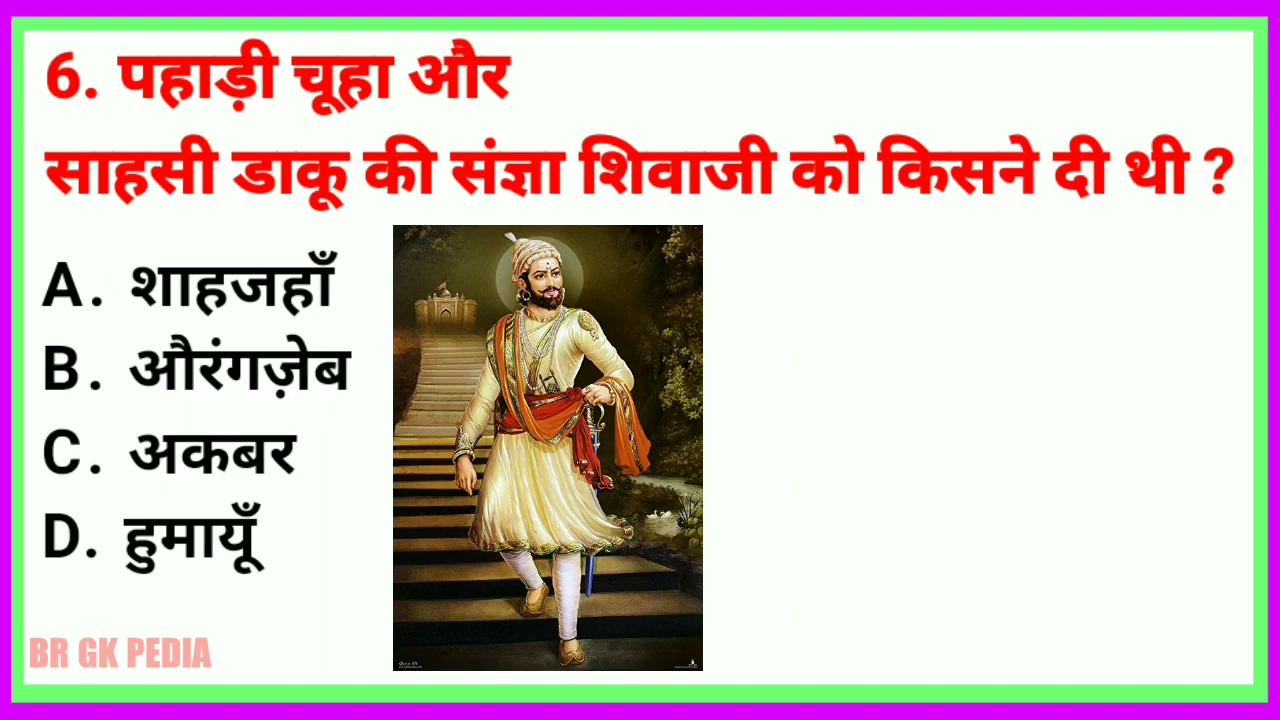 6. पहाड़ी चूहा और
साहसी डाकू की संज्ञा शिवाजी को किसने दी थी ?
A. शाहजहाँ
B. औरंगज़ेब
C. अकबर
D. हुमायूँ
BR GK PEDIA